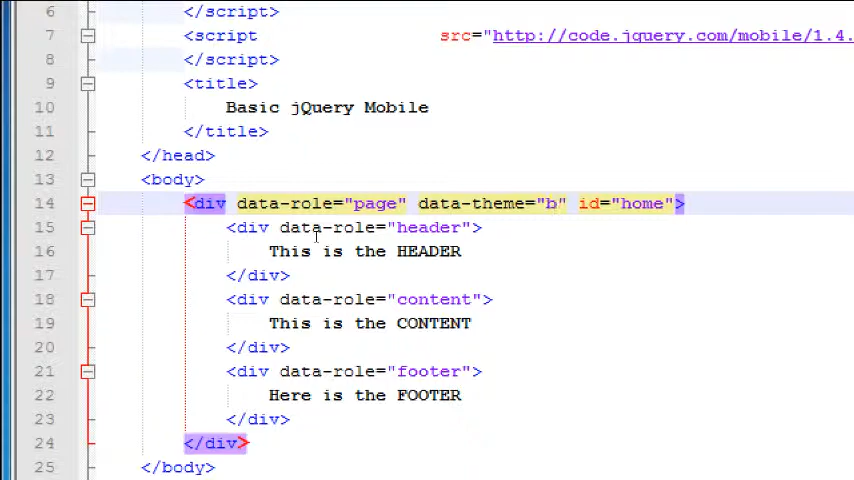 6 </script>
7 <script src="http://code.jquery.com/mobile/1.4.
8 </script>
9 <title>
10 Basic jQuery Mobile
11 </title>
12 </head>
13 <body>
14 <div data-role="page" data-theme="b" id="home">
15 <div data-role="header">
16 This is the HEADER
17 </div>
18 <div data-role="content">
19 This is the CONTENT
20 </div>
21 <div data-role="footer">
22 Here is the FOOTER
23 </div>
24 </div>
25 </body>